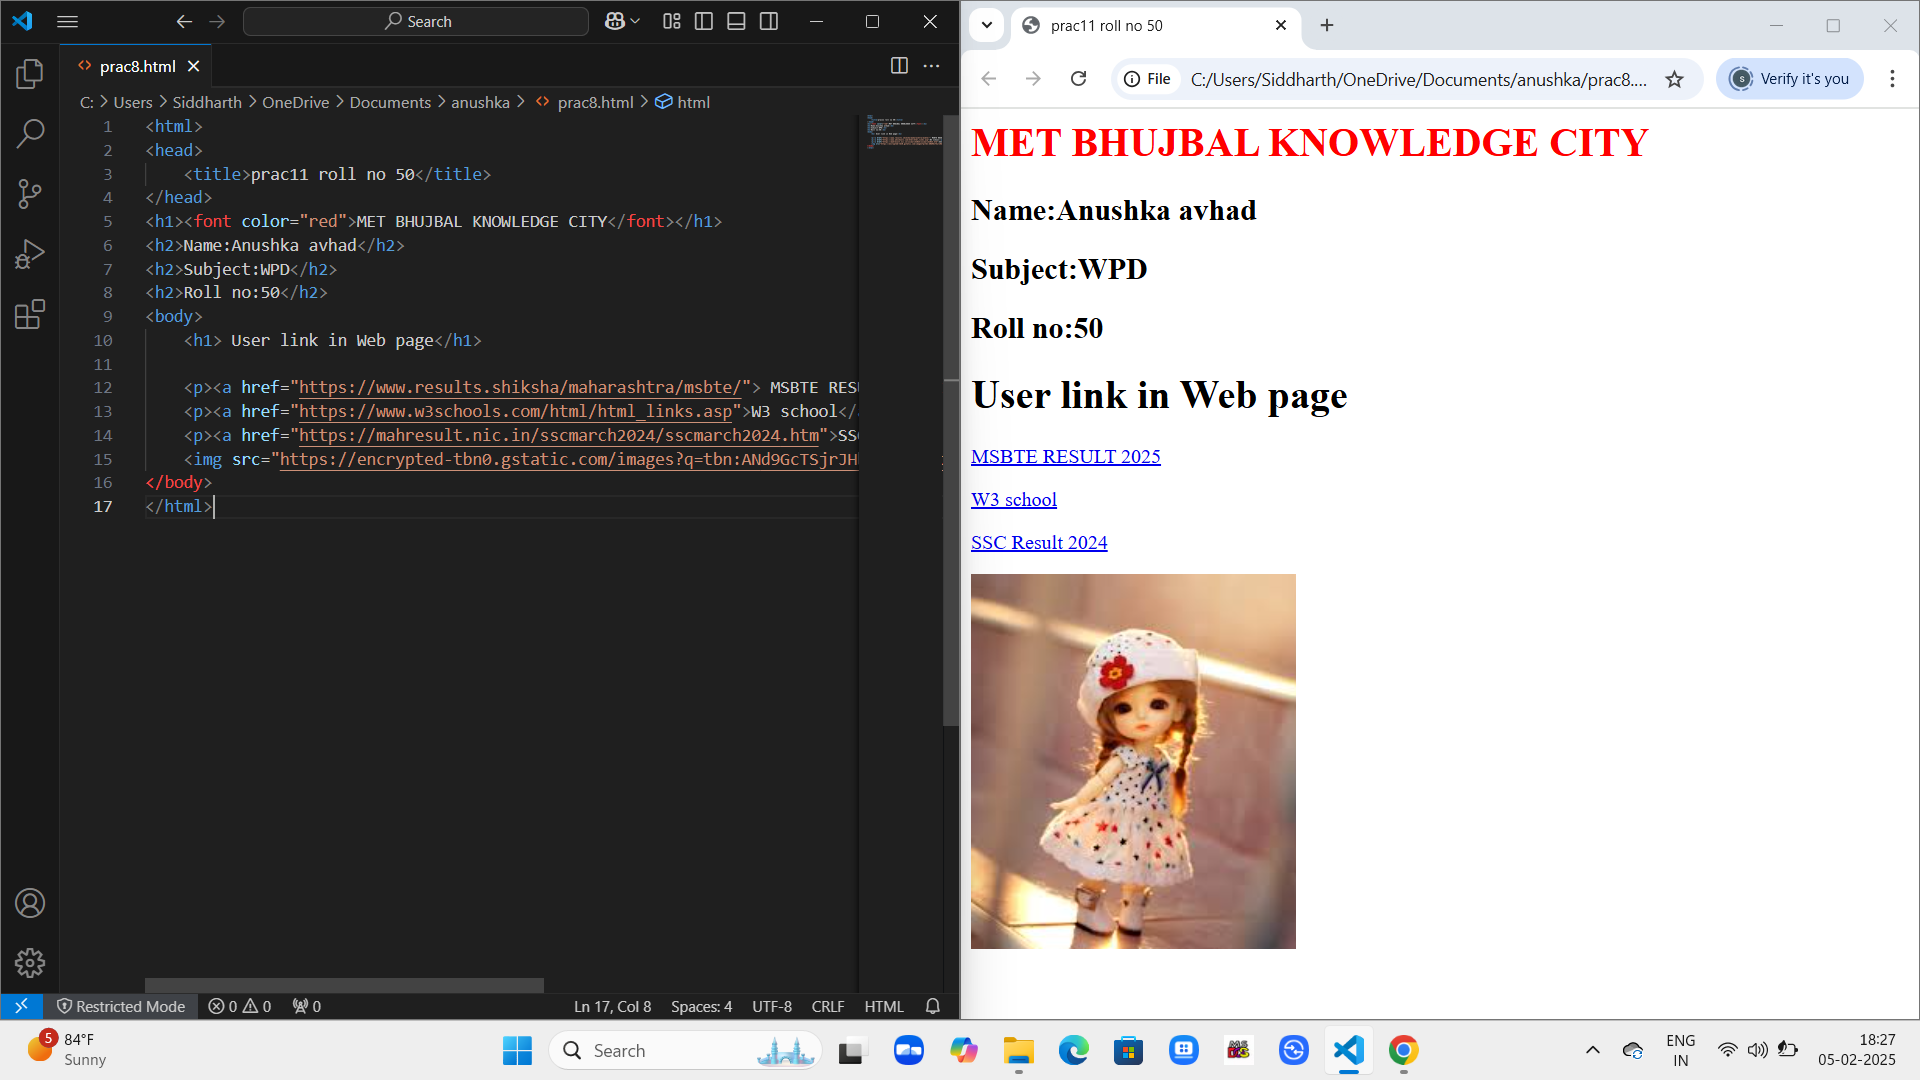 Search
prac8.html
C: > Users > Siddharth > OneDrive > Documents > anushka > prac8.html > html
1 <html>
2 <head>
3 <title>prac11 roll no 50</title>
4 </head>
5 <h1><font color="red">MET BHUJBAL KNOWLEDGE CITY</font></h1>
6 <h2>Name:Anushka avhad</h2>
7 <h2>Subject:WPD</h2>
8 <h2>Roll no:50</h2>
9 <body>
10 <h1> User link in Web page</h1>
11
12 <p><a href="https://www.results.shiksha/maharashtra/msbte/"> MSBTE RES
13 <p><a href="https://www.w3schools.com/html/html_links.asp">W3 school</
14 <p><a href="https://mahresult.nic.in/sscmarch2024/sscmarch2024.htm">SS
15 <img src="https://encrypted-tbn0.gstatic.com/images?q=tbn:ANd9GcTSjrJH
16 </body>
17 </html>
Restricted Mode 0 0 0 Ln 17, Col 8 Spaces: 4 UTF-8 CRLF HTML
prac11 roll no 50
File C:/Users/Siddharth/OneDrive/Documents/anushka/prac8.... Verify it's you
MET BHUJBAL KNOWLEDGE CITY
Name:Anushka avhad
Subject:WPD
Roll no:50
User link in Web page
MSBTE RESULT 2025
W3 school
SSC Result 2024
5 84°F
Sunny
Search
ENG
IN
18:27
05-02-2025